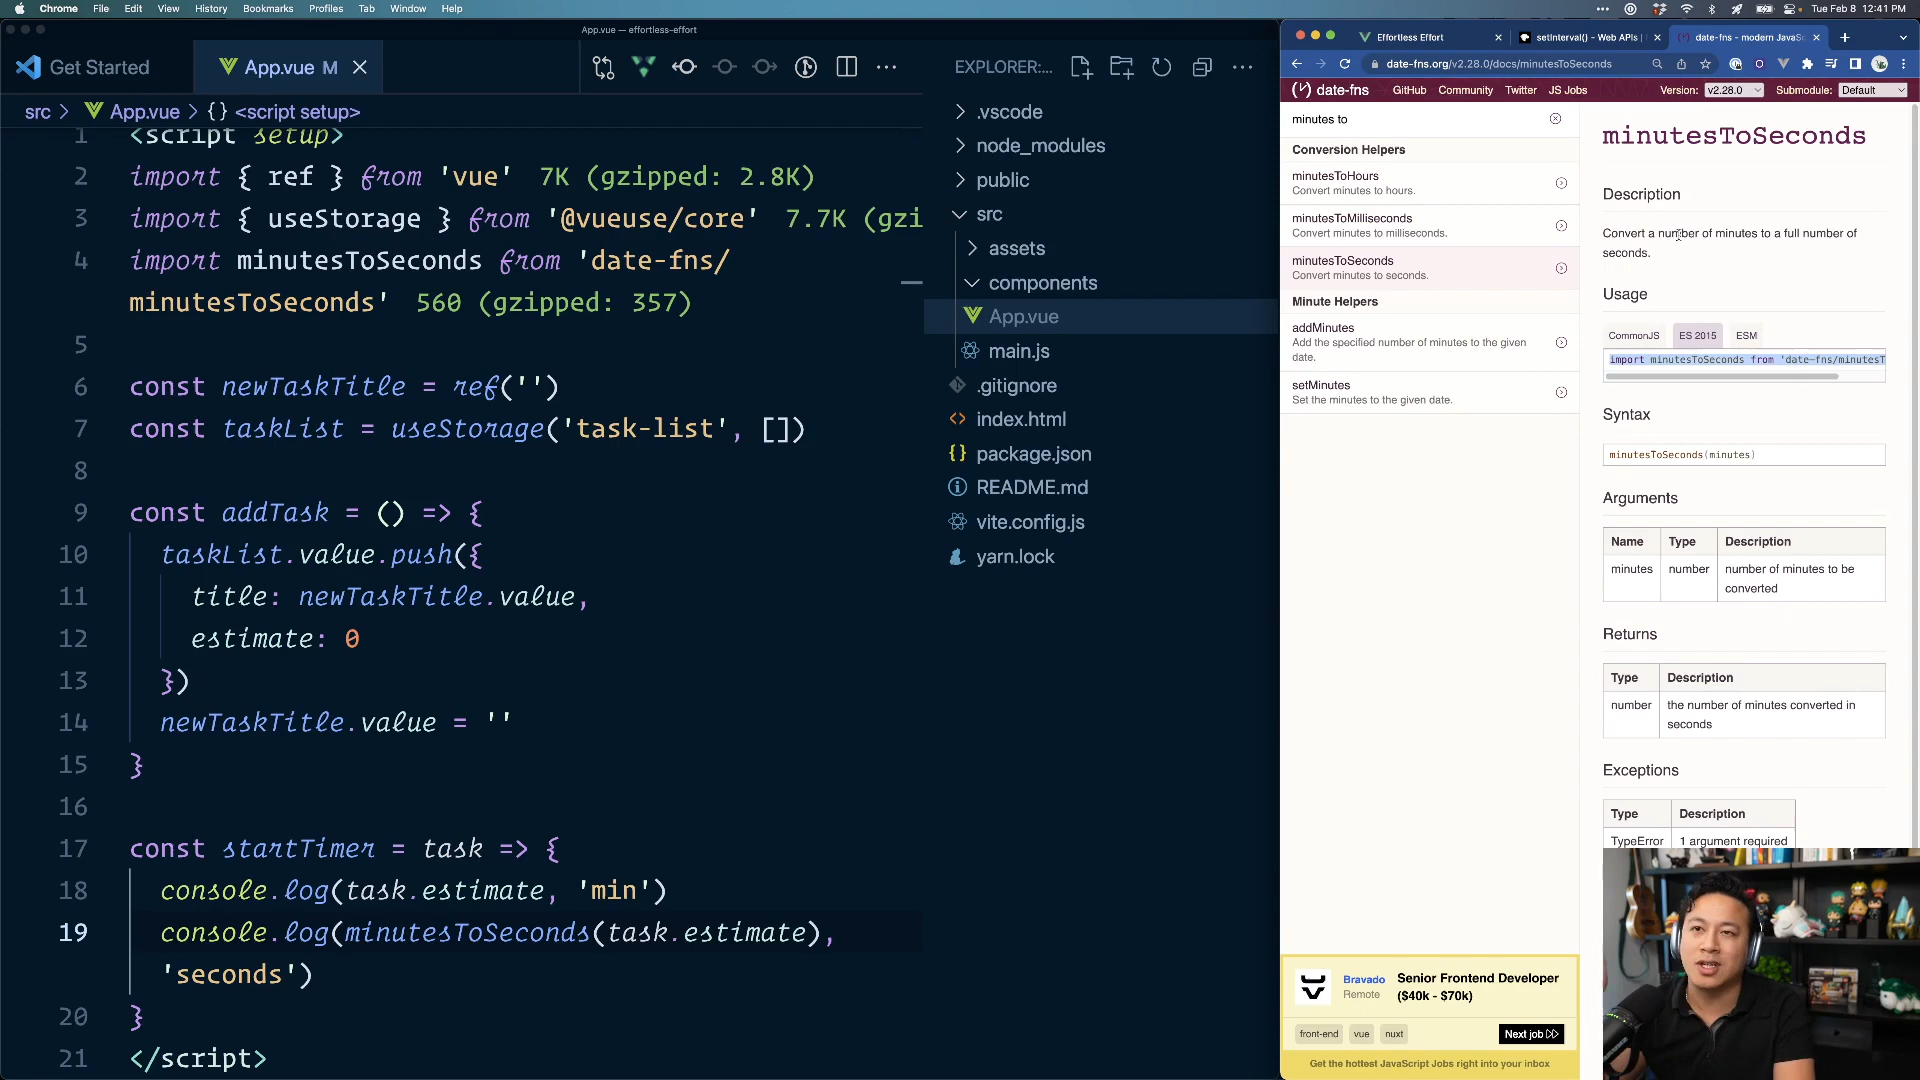 Chrome File Edit View History Bookmarks Profiles Tab Window Help
Tue Feb 8 12:41 PM
App.vue — effortless-effort
Get Started
App.vue M
src > App.vue > {} <script setup>
1 <script setup>
2 import { ref } from 'vue' 7K (gzipped: 2.8K)
3 import { useStorage } from '@vueuse/core' 7.7K (gzi
4 import minutesToSeconds from 'date-fns/
minutesToSeconds' 560 (gzipped: 357)
5
6 const newTaskTitle = ref('')
7 const taskList = useStorage('task-list', [])
8
9 const addTask = () => {
10 taskList.value.push({
11 title: newTaskTitle.value,
12 estimate: 0
13 })
14 newTaskTitle.value = ''
15 }
16
17 const startTimer = task => {
18 console.log(task.estimate, 'min')
19 console.log(minutesToSeconds(task.estimate),
'seconds')
20 }
21 </script>
EXPLORER:...
.vscode
node_modules
public
src
assets
components
App.vue
main.js
.gitignore
index.html
package.json
README.md
vite.config.js
yarn.lock
Effortless Effort
setInterval() - Web APIs |
date-fns - modern JavaSc
date-fns.org/v2.28.0/docs/minutesToSeconds
date-fns GitHub Community Twitter JS Jobs Version: v2.28.0 Submodule: Default
minutes to
Conversion Helpers
minutesToHours
Convert minutes to hours.
minutesToMilliseconds
Convert minutes to milliseconds.
minutesToSeconds
Convert minutes to seconds.
Minute Helpers
addMinutes
Add the specified number of minutes to the given
date.
setMinutes
Set the minutes to the given date.
minutesToSeconds
Description
Convert a number of minutes to a full number of
seconds.
Usage
CommonJS ES 2015 ESM
import minutesToSeconds from 'date-fns/minutesT
Syntax
minutesToSeconds(minutes)
Arguments
Name Type Description
minutes number number of minutes to be
converted
Returns
Type Description
number the number of minutes converted in
seconds
Exceptions
Type Description
TypeError 1 argument required
Bravado
Remote
Senior Frontend Developer
($40k - $70k)
front-end vue nuxt
Next job
Get the hottest JavaScript Jobs right into your inbox